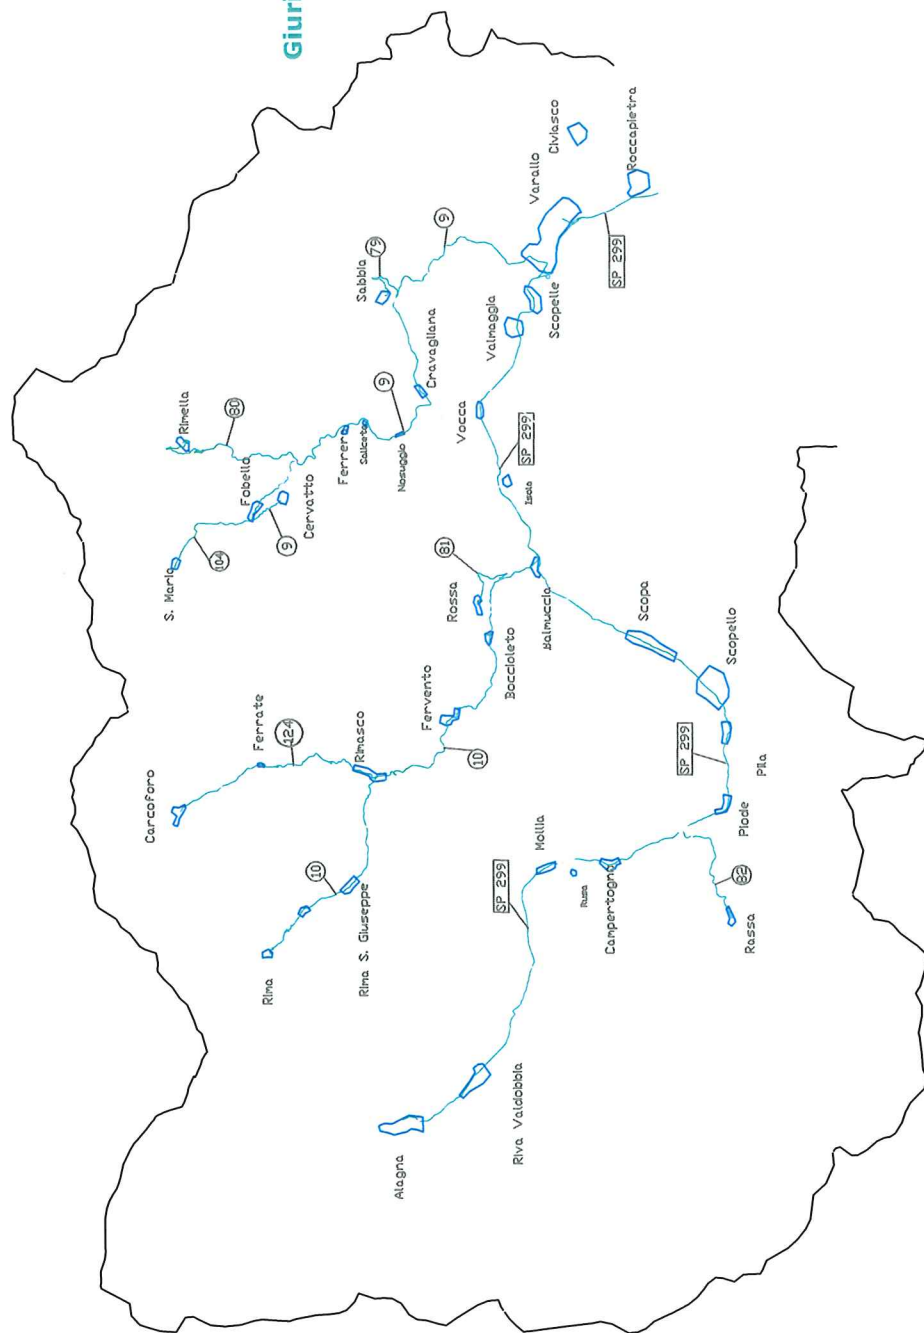 Giuri
Alagna
Riva Valdobbia
Rima
Rima S. Giuseppe
10
Carcoforo
Ferrate
124
Rimasco
Fervento
10
Boccioleto
Rossa
81
Balmuccia
SP 299
Mollia
Campertogno
Rassa
82
Piode
Pila
SP 299
Scopello
Scopa
S. Maria
104
Fobello
9
Cervatto
Rimella
80
Ferrer
Saliceto
Nosuggio
9
Cravagliana
Sabbia
79
9
Isola
SP 299
Vocca
Valmaggia
Scopelle
Varallo
Civiasco
Roccapietra
SP 299